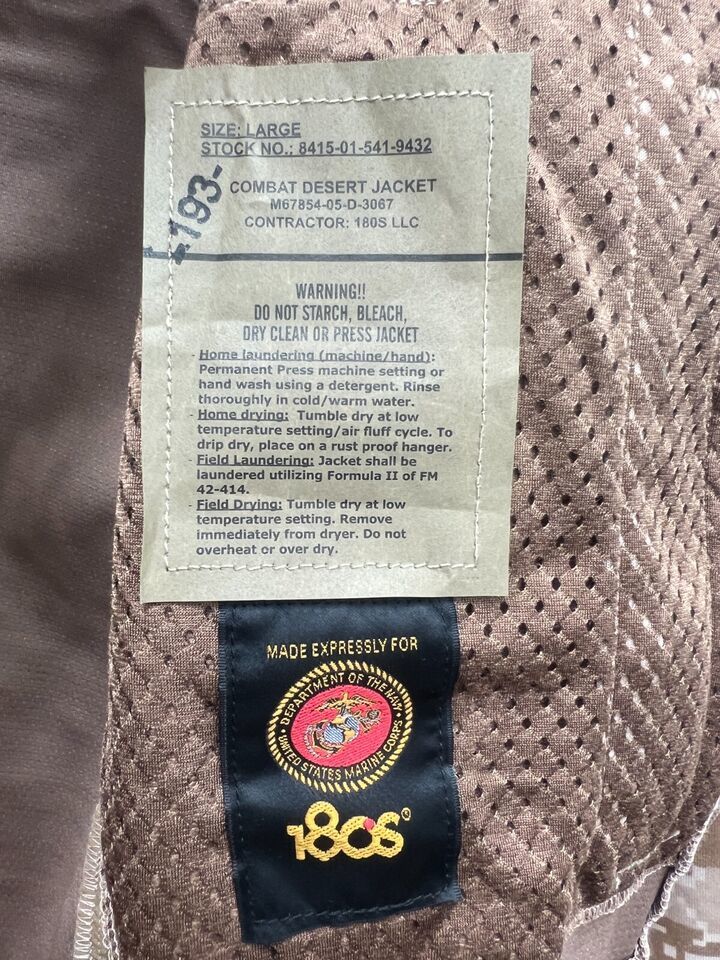 SIZE: LARGE
STOCK NO.: 8415-01-541-9432
193-
COMBAT DESERT JACKET
M67854-05-D-3067
CONTRACTOR: 180S LLC
WARNING!!
DO NOT STARCH, BLEACH,
DRY CLEAN OR PRESS JACKET
- Home laundering (machine/hand):
Permanent Press machine setting or
hand wash using a detergent. Rinse
thoroughly in cold/warm water.
- Home drying: Tumble dry at low
temperature setting/air fluff cycle. To
drip dry, place on a rust proof hanger.
- Field Laundering: Jacket shall be
laundered utilizing Formula II of FM
42-414.
- Field Drying: Tumble dry at low
temperature setting. Remove
immediately from dryer. Do not
overheat or over dry.
MADE EXPRESSLY FOR
DEPARTMENT OF THE NAVY
UNITED STATES MARINE CORPS
180s®